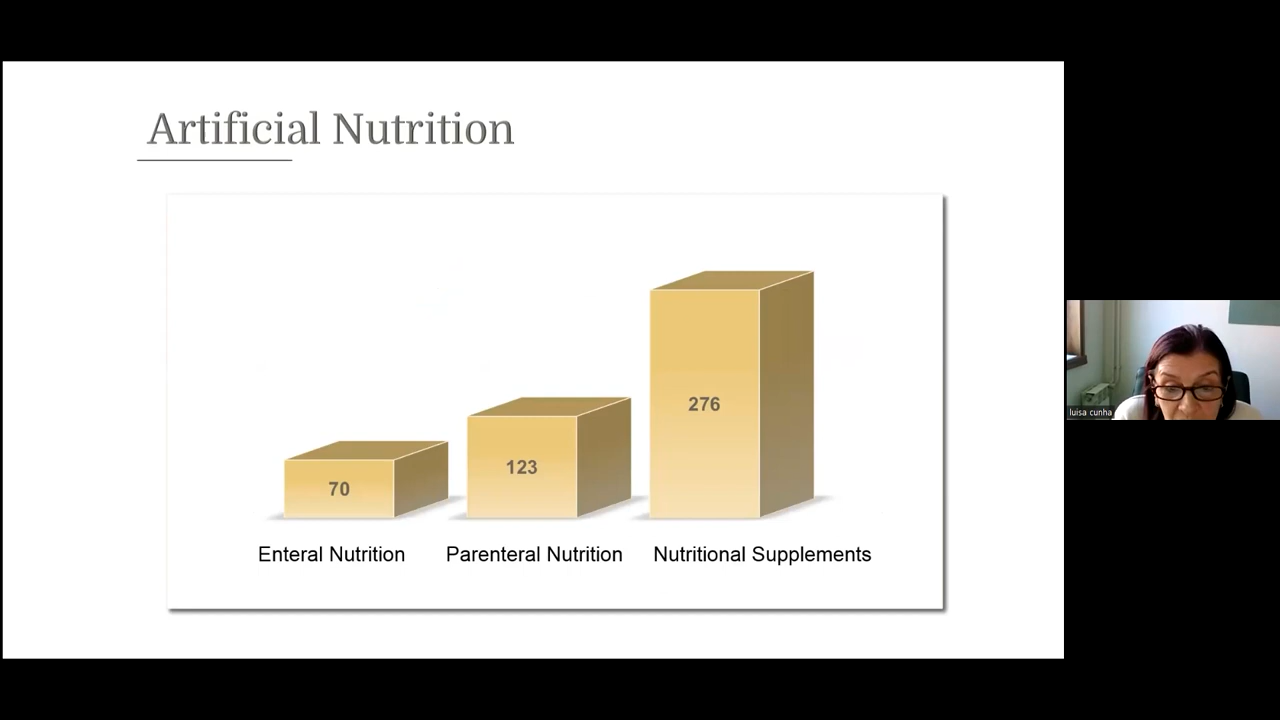 Artificial Nutrition
70
123
276
Enteral Nutrition
Parenteral Nutrition
Nutritional Supplements
luisa cunha